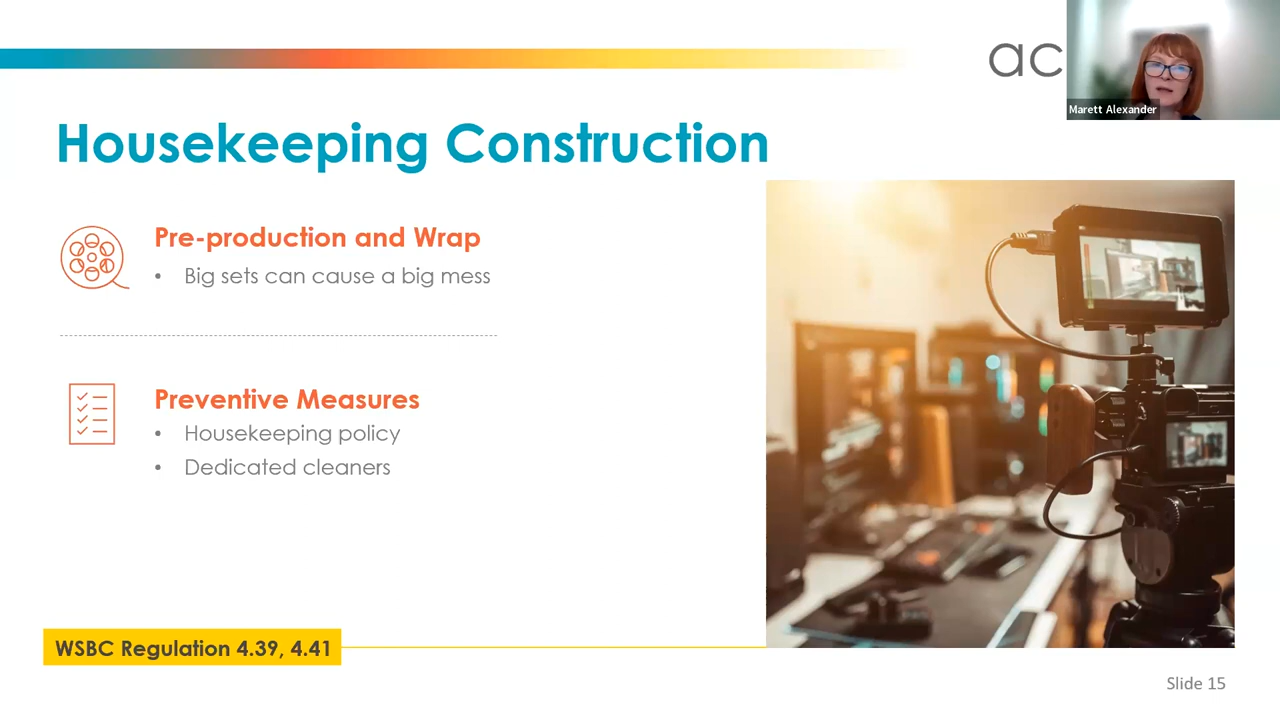 ac
Marett Alexander
Housekeeping Construction
Pre-production and Wrap
• Big sets can cause a big mess
Preventive Measures
• Housekeeping policy
• Dedicated cleaners
WSBC Regulation 4.39, 4.41
Slide 15